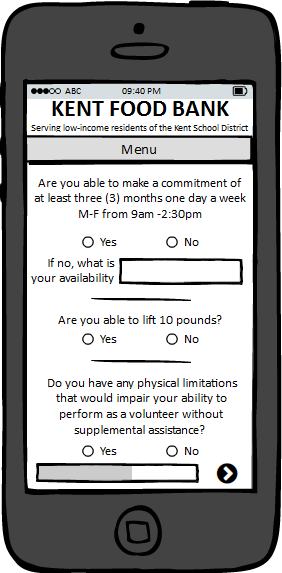 ABC 09:40 PM
KENT FOOD BANK
Serving low-income residents of the Kent School District
Menu
Are you able to make a commitment of
at least three (3) months one day a week
M-F from 9am -2:30pm
Yes No
If no, what is
your availability
Are you able to lift 10 pounds?
Yes No
Do you have any physical limitations
that would impair your ability to
perform as a volunteer without
supplemental assistance?
Yes No